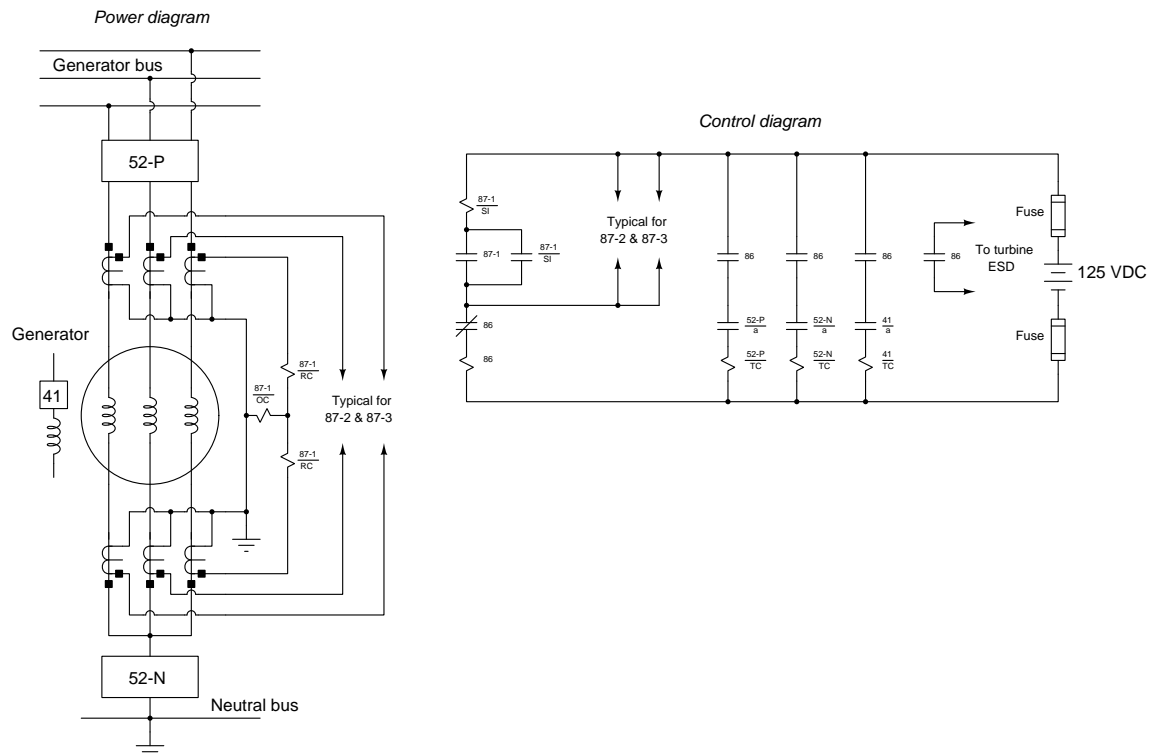 Power diagram
Generator bus
52-P
Generator
41
87-1
RC
87-1
OC
87-1
RC
Typical for
87-2 & 87-3
52-N
Neutral bus
Control diagram
87-1
SI
87-1
87-1
SI
86
86
Typical for
87-2 & 87-3
86
52-P
a
52-P
TC
86
52-N
a
52-N
TC
86
41
a
41
TC
86
To turbine
ESD
Fuse
125 VDC
Fuse